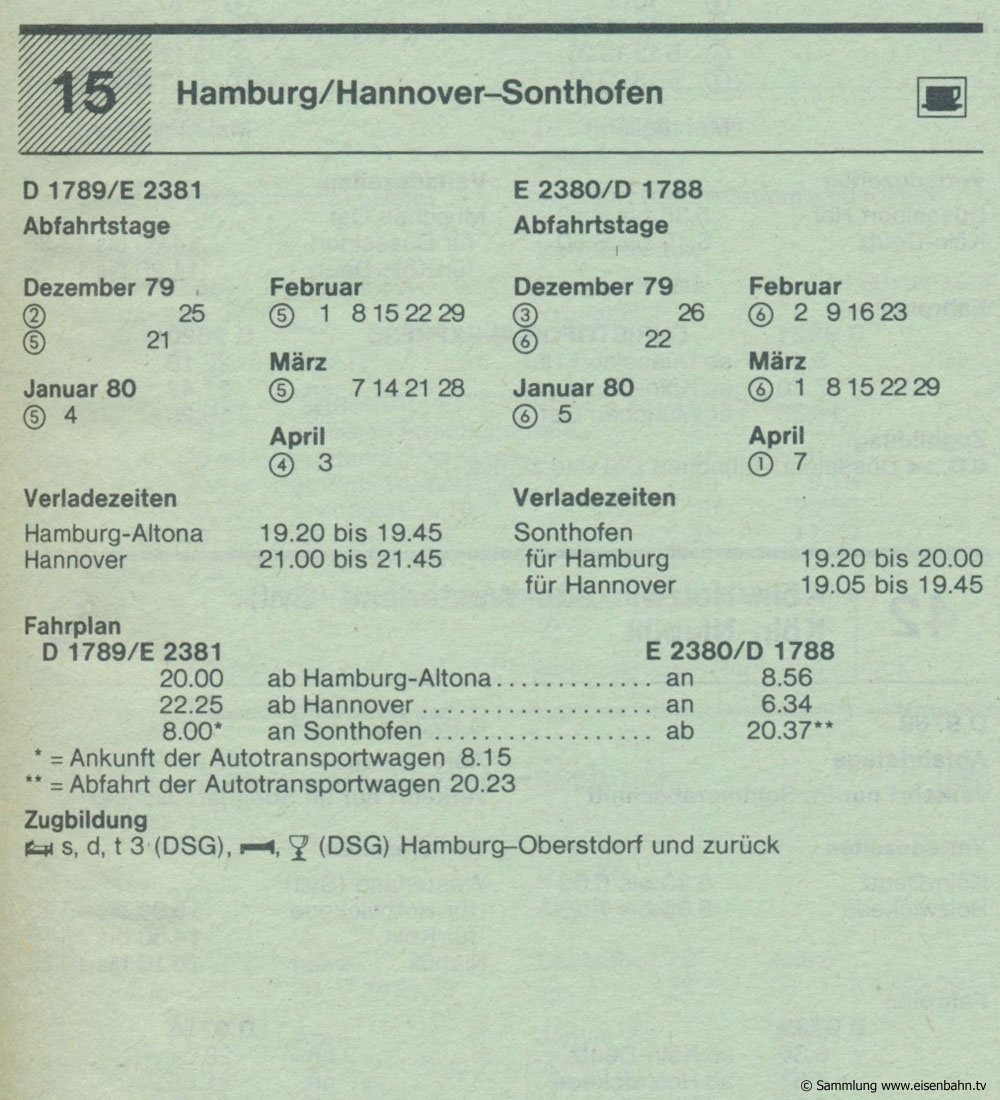 15 Hamburg/Hannover–Sonthofen
D 1789/E 2381
Abfahrtstage
Dezember 79
② 25
⑤ 21
Januar 80
⑤ 4
Februar
⑤ 1 8 15 22 29
März
⑤ 7 14 21 28
April
④ 3
Verladezeiten
Hamburg-Altona 19.20 bis 19.45
Hannover 21.00 bis 21.45
E 2380/D 1788
Abfahrtstage
Dezember 79
③ 26
⑥ 22
Januar 80
⑥ 5
Februar
⑥ 2 9 16 23
März
⑥ 1 8 15 22 29
April
① 7
Verladezeiten
Sonthofen
für Hamburg 19.20 bis 20.00
für Hannover 19.05 bis 19.45
Fahrplan
D 1789/E 2381 E 2380/D 1788
20.00 ab Hamburg-Altona. . . . . . . . . . . . . an 8.56
22.25 ab Hannover . . . . . . . . . . . . . . . . . . an 6.34
8.00* an Sonthofen. . . . . . . . . . . . . . . . . . ab 20.37**
* = Ankunft der Autotransportwagen 8.15
** = Abfahrt der Autotransportwagen 20.23
Zugbildung
s, d, t 3 (DSG), , (DSG) Hamburg–Oberstdorf und zurück
© Sammlung www.eisenbahn.tv